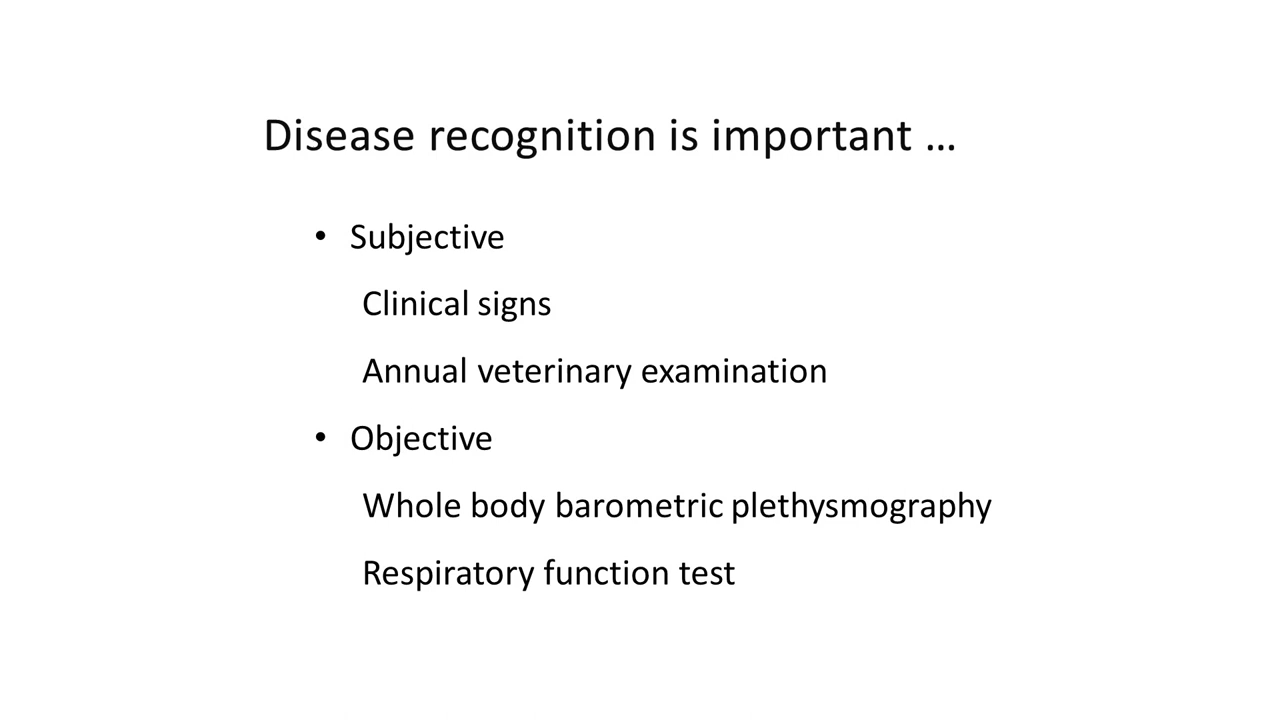 Disease recognition is important ...
• Subjective
Clinical signs
Annual veterinary examination
• Objective
Whole body barometric plethysmography
Respiratory function test